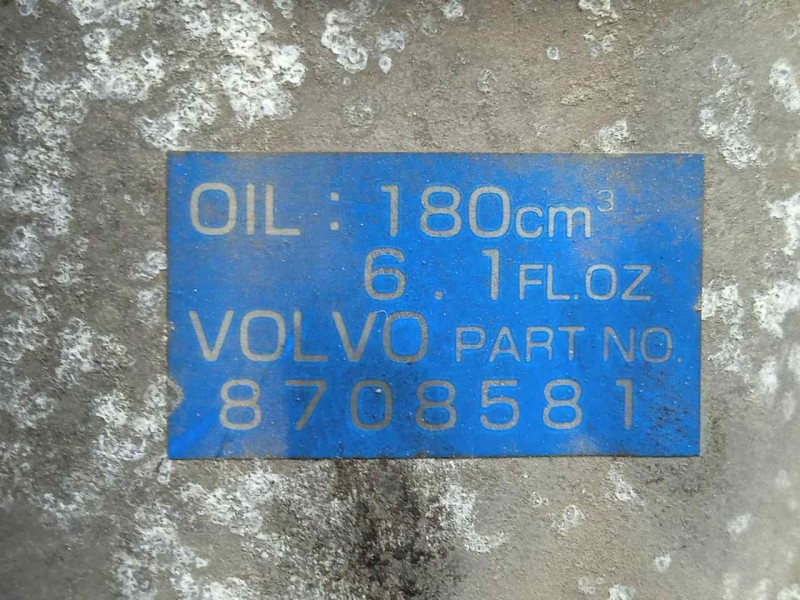 OIL : 180cm³
6.1FL.OZ
VOLVO PART NO.
8708581